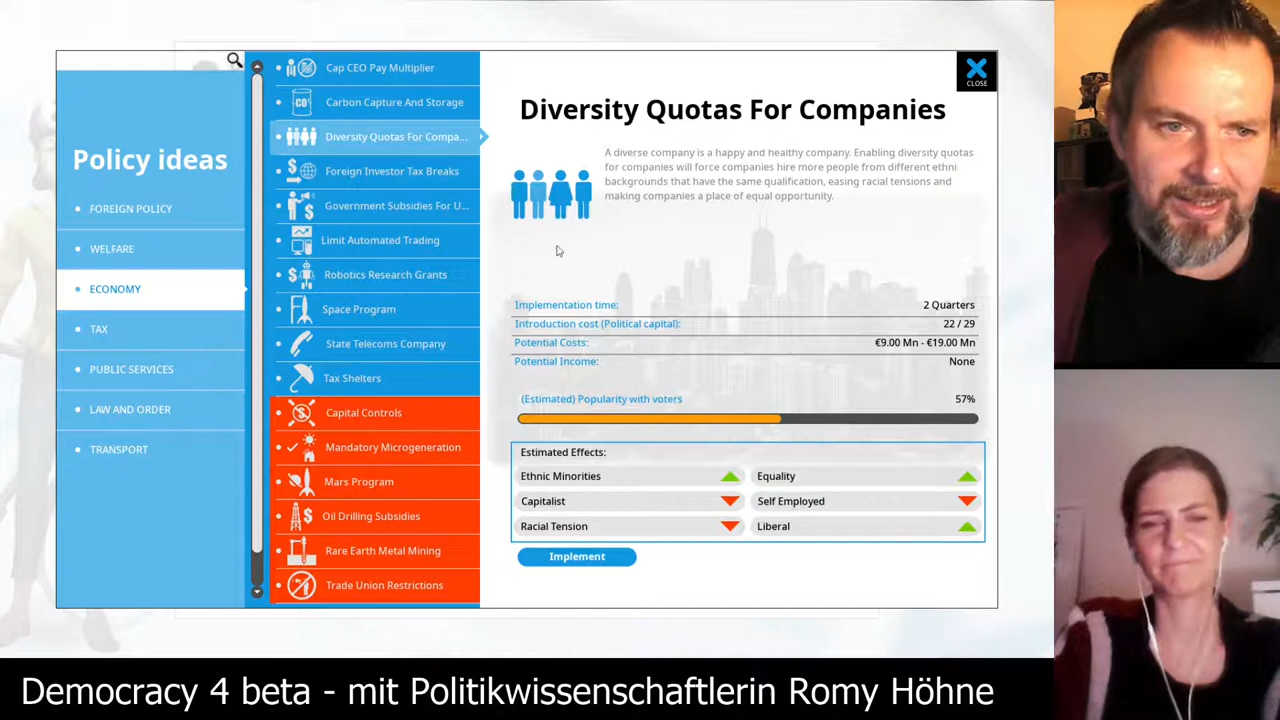 Policy ideas
FOREIGN POLICY
WELFARE
ECONOMY
TAX
PUBLIC SERVICES
LAW AND ORDER
TRANSPORT
Cap CEO Pay Multiplier
Carbon Capture And Storage
Diversity Quotas For Compa...
Foreign Investor Tax Breaks
Government Subsidies For U...
Limit Automated Trading
Robotics Research Grants
Space Program
State Telecoms Company
Tax Shelters
Capital Controls
Mandatory Microgeneration
Mars Program
Oil Drilling Subsidies
Rare Earth Metal Mining
Trade Union Restrictions
CLOSE
Diversity Quotas For Companies
A diverse company is a happy and healthy company. Enabling diversity quotas
for companies will force companies hire more people from different ethni
backgrounds that have the same qualification, easing racial tensions and
making companies a place of equal opportunity.
Implementation time: 2 Quarters
Introduction cost (Political capital): 22 / 29
Potential Costs: €9.00 Mn - €19.00 Mn
Potential Income: None
(Estimated) Popularity with voters 57%
Estimated Effects:
Ethnic Minorities Equality
Capitalist Self Employed
Racial Tension Liberal
Implement
Democracy 4 beta - mit Politikwissenschaftlerin Romy Höhne